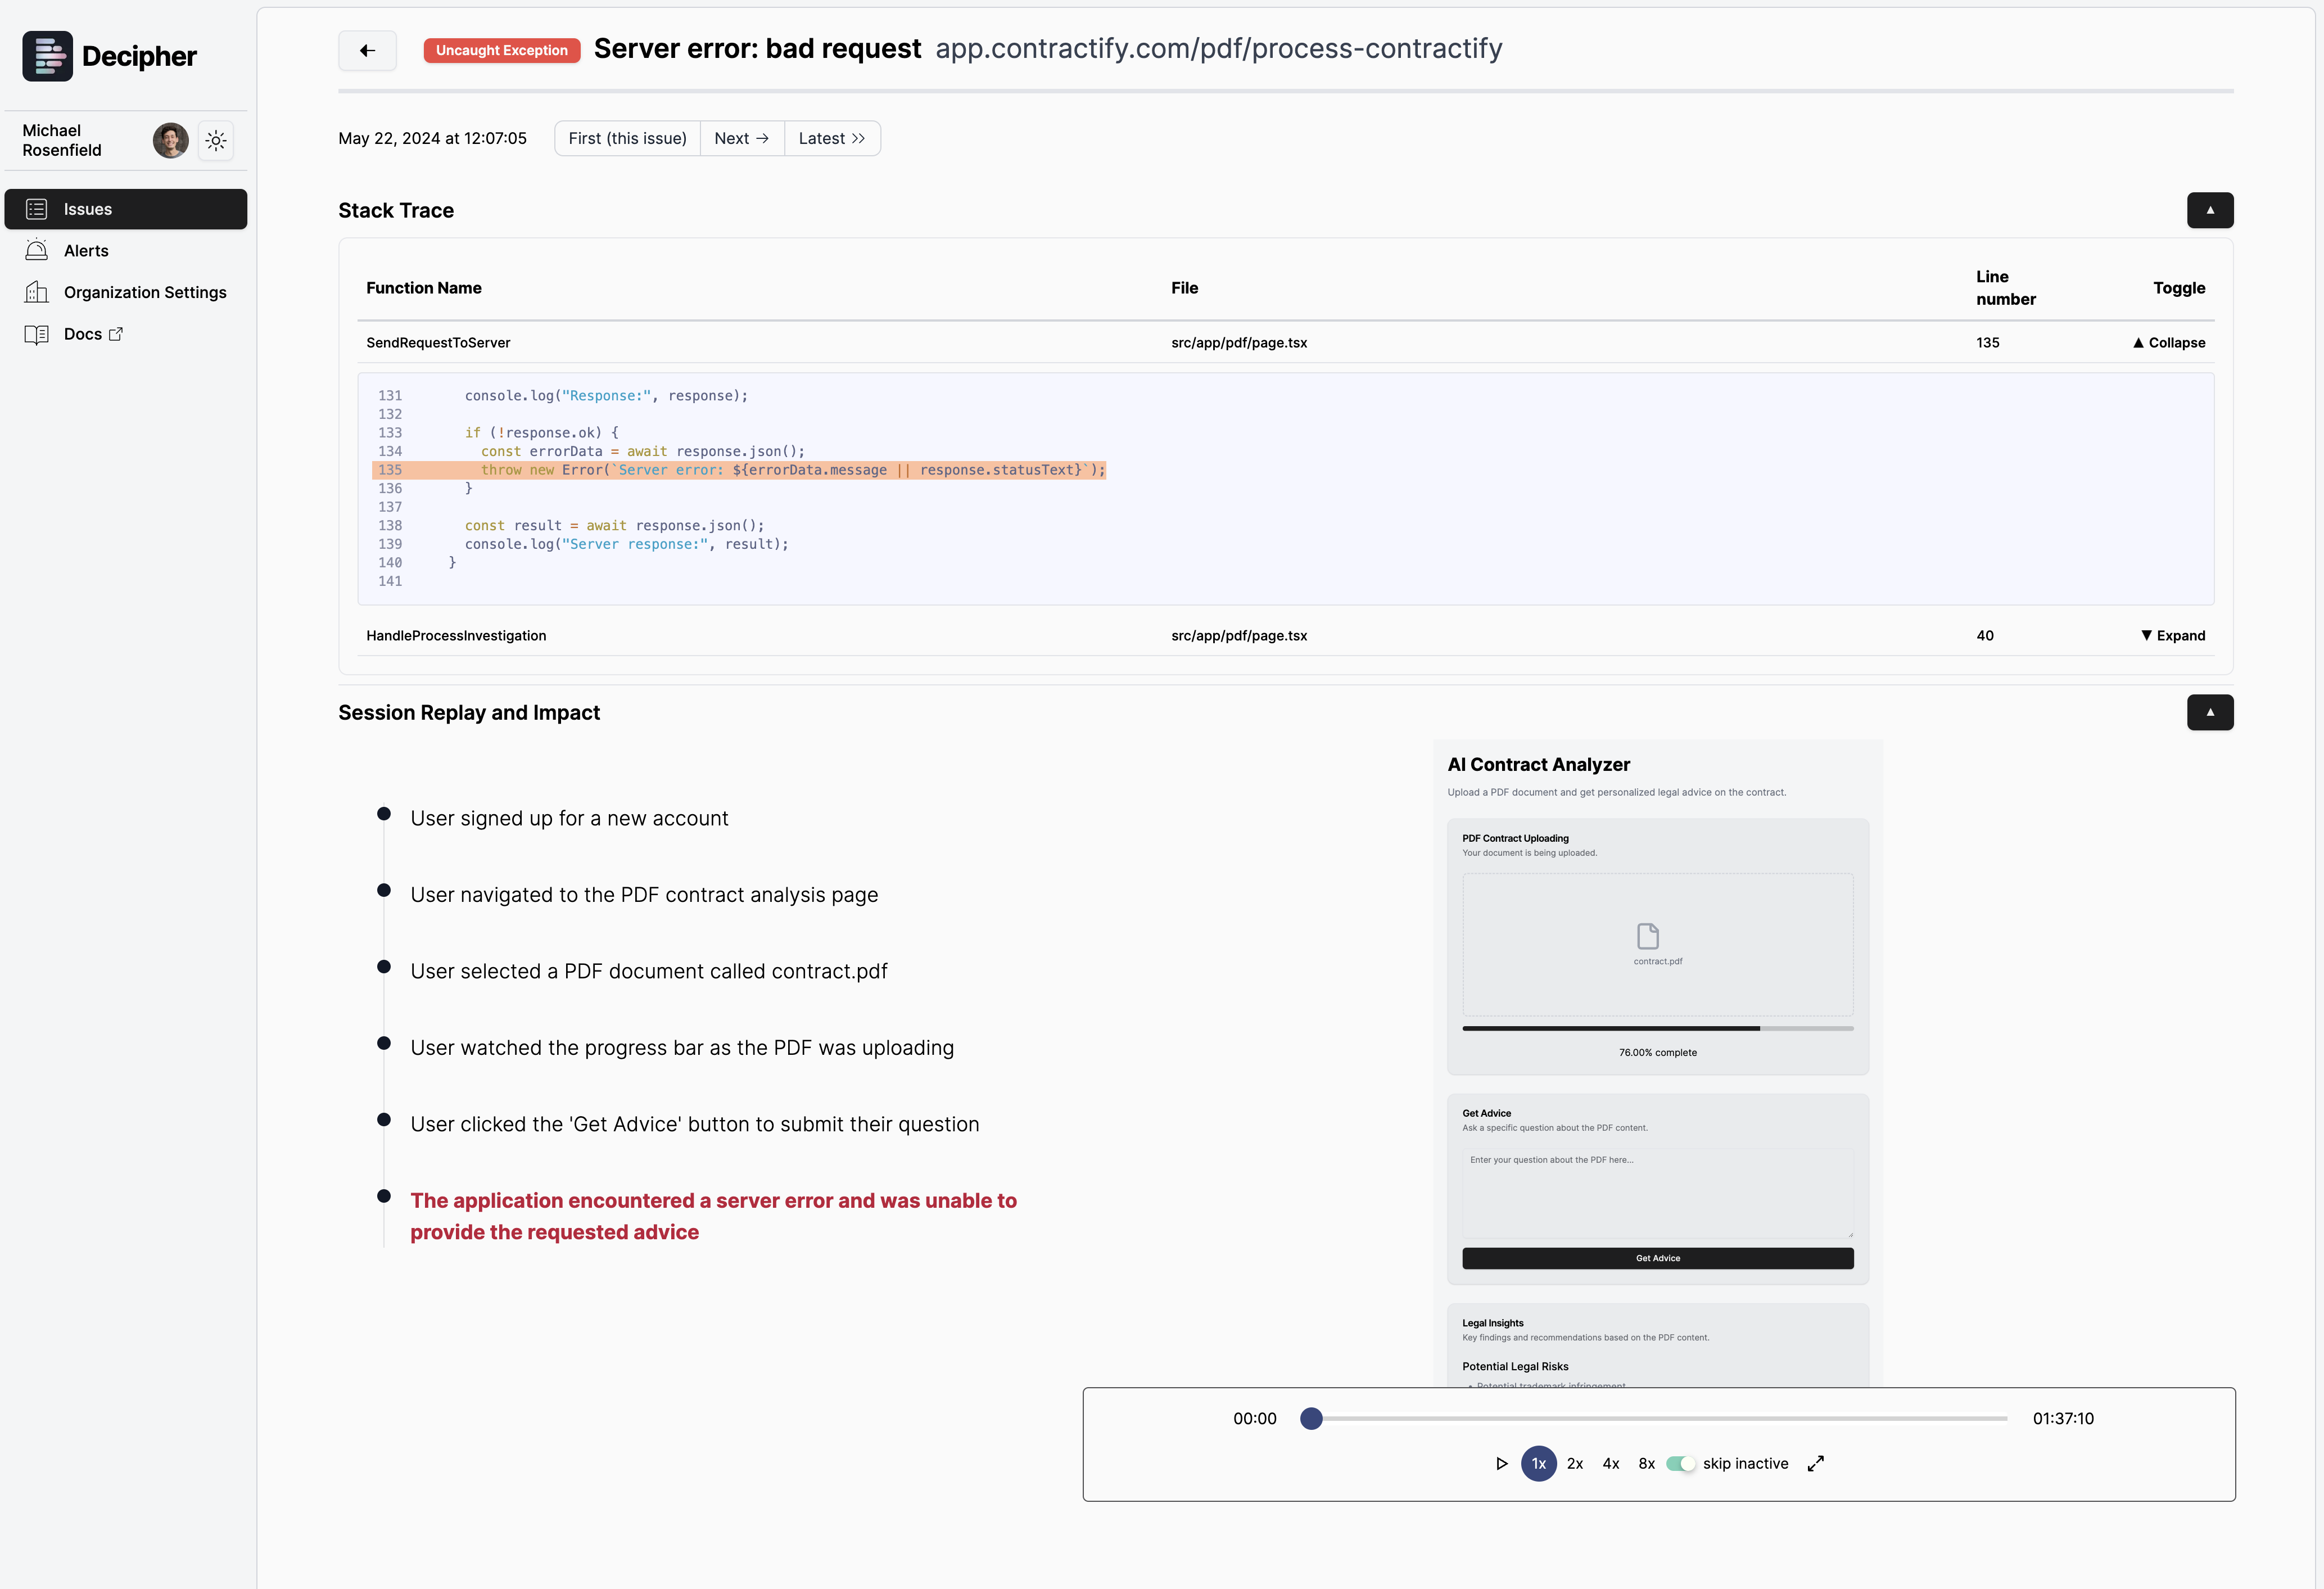 Decipher
Michael
Rosenfield
Issues
Alerts
Organization Settings
Docs
Uncaught Exception Server error: bad request app.contractify.com/pdf/process-contractify
May 22, 2024 at 12:07:05 First (this issue) Next → Latest >>
Stack Trace ▲
Function Name File Line number Toggle
SendRequestToServer src/app/pdf/page.tsx 135 ▲ Collapse
131 console.log("Response:", response);
132
133 if (!response.ok) {
134 const errorData = await response.json();
135 throw new Error(`Server error: ${errorData.message || response.statusText}`);
136 }
137
138 const result = await response.json();
139 console.log("Server response:", result);
140 }
141
HandleProcessInvestigation src/app/pdf/page.tsx 40 ▼ Expand
Session Replay and Impact ▲
User signed up for a new account
User navigated to the PDF contract analysis page
User selected a PDF document called contract.pdf
User watched the progress bar as the PDF was uploading
User clicked the 'Get Advice' button to submit their question
The application encountered a server error and was unable to
provide the requested advice
AI Contract Analyzer
Upload a PDF document and get personalized legal advice on the contract.
PDF Contract Uploading
Your document is being uploaded.
contract.pdf
76.00% complete
Get Advice
Ask a specific question about the PDF content.
Enter your question about the PDF here...
Get Advice
Legal Insights
Key findings and recommendations based on the PDF content.
Potential Legal Risks
• Potential trademark infringement
00:00 01:37:10
1x 2x 4x 8x skip inactive